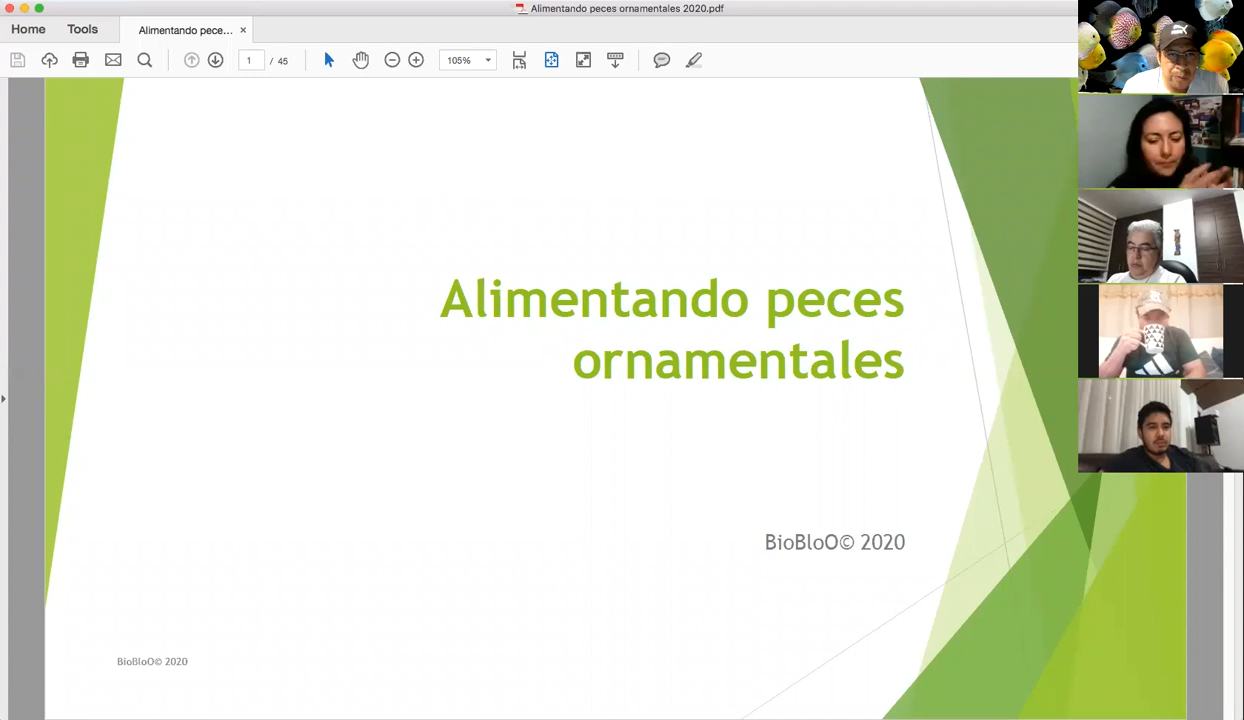 Alimentando peces ornamentales 2020.pdf
Home
Tools
Alimentando pece...
×
1
/ 45
105%
Alimentando peces
ornamentales
BioBloO© 2020
BioBloO© 2020